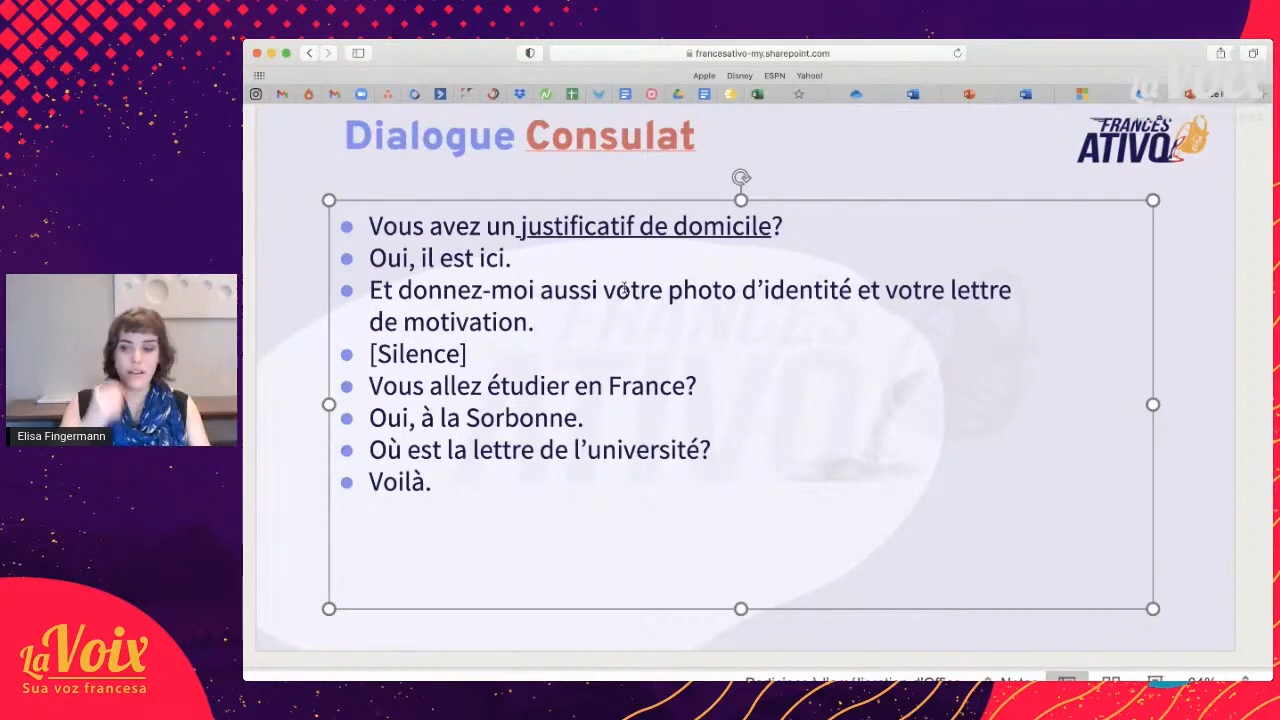 francesativo-my.sharepoint.com
Apple Disney ESPN Yahoo!
Dialogue Consulat
FRANCÊS
ATIVO
Vous avez un justificatif de domicile?
Oui, il est ici.
Et donnez-moi aussi votre photo d’identité et votre lettre
de motivation.
[Silence]
Vous allez étudier en France?
Oui, à la Sorbonne.
Où est la lettre de l’université?
Voilà.
Elisa Fingermann
La Voix
Sua voz francesa